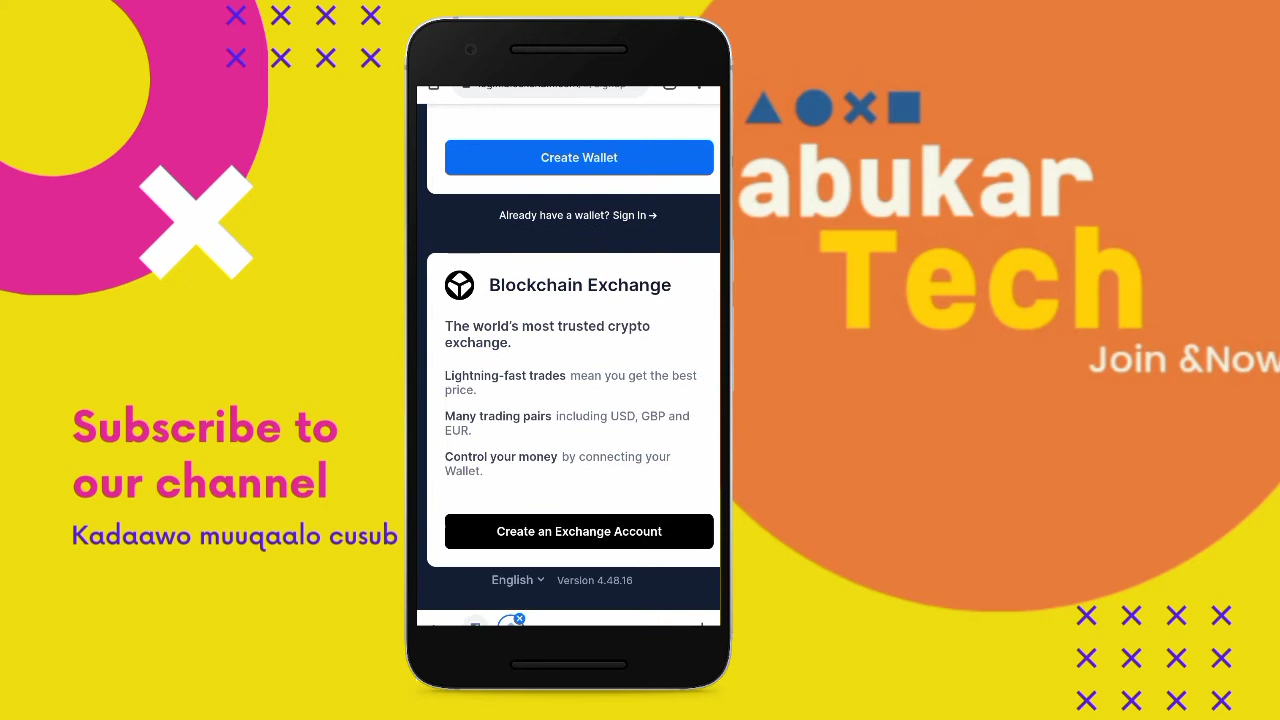 Create Wallet
Already have a wallet? Sign In →
Blockchain Exchange
The world's most trusted crypto
exchange.
Lightning-fast trades mean you get the best
price.
Many trading pairs including USD, GBP and
EUR.
Control your money by connecting your
Wallet.
Create an Exchange Account
English
Version 4.48.16
Subscribe to
our channel
Kadaawo muuqaalo cusub
abukar
Tech
Join &Now